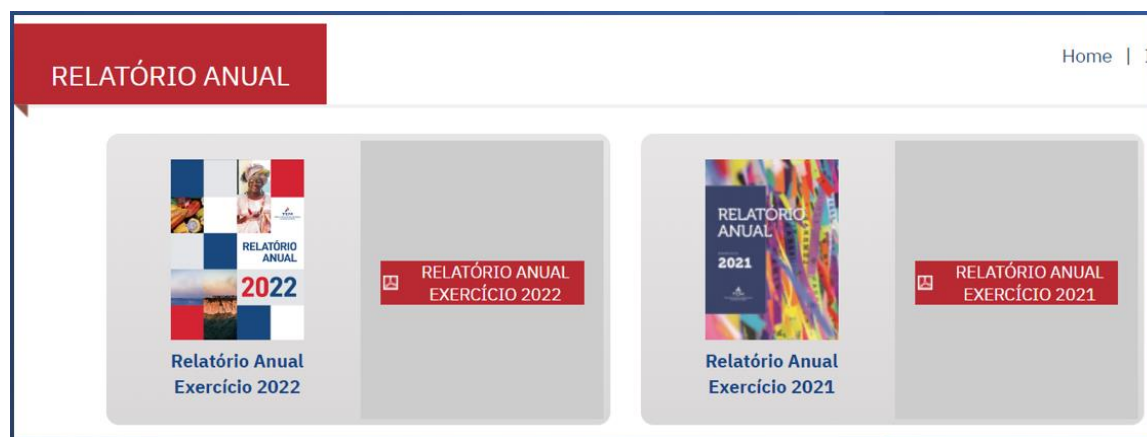 Home |
RELATÓRIO ANUAL
RELATÓRIO
ANUAL
2022
RELATÓRIO ANUAL
EXERCÍCIO 2022
Relatório Anual
Exercício 2022
RELATÓRIO
ANUAL
2021
RELATÓRIO ANUAL
EXERCÍCIO 2021
Relatório Anual
Exercício 2021